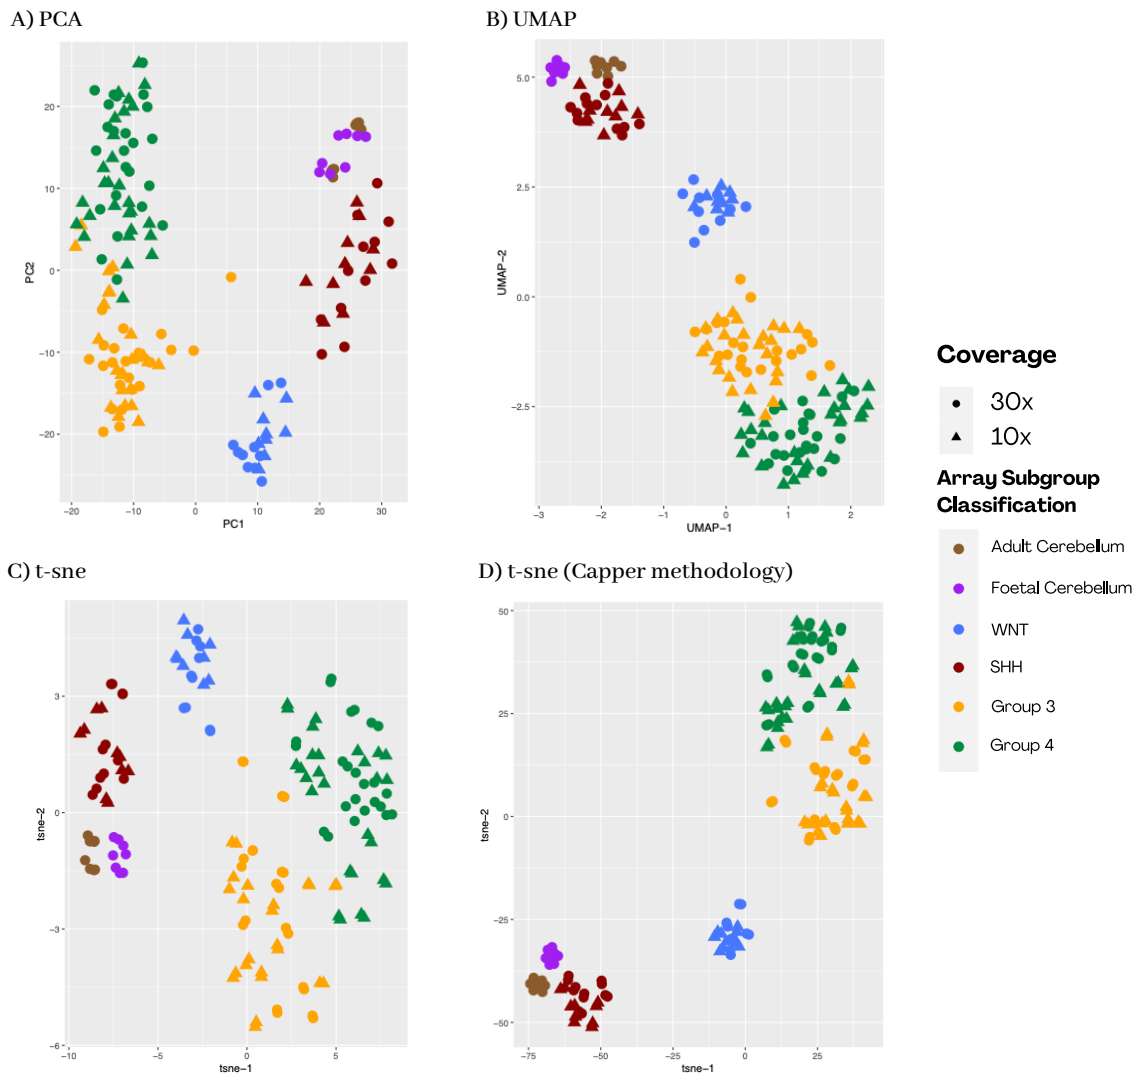 A) PCA
20
10
0
−10
−20
PC2
−20
−10
0
10
20
30
PC1
B) UMAP
5.0
2.5
0.0
−2.5
UMAP−2
−3
−2
−1
0
1
2
UMAP−1
C) t-sne
3
0
−3
−6
tsne−2
−10
−5
0
5
tsne−1
D) t-sne (Capper methodology)
50
25
0
−25
−50
tsne−2
−75
−50
−25
0
25
tsne−1
Coverage
30x
10x
Array Subgroup
Classification
Adult Cerebellum
Foetal Cerebellum
WNT
SHH
Group 3
Group 4